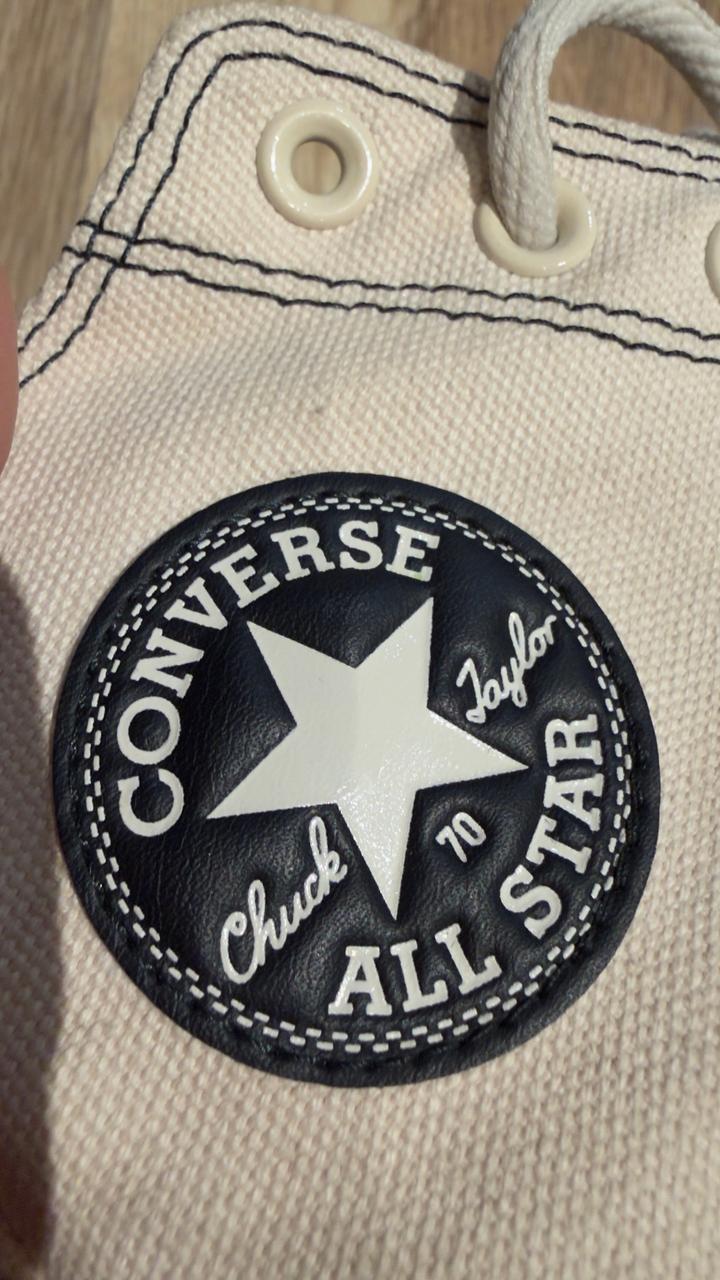 CONVERSE
Taylor
Chuck
70
ALL STAR